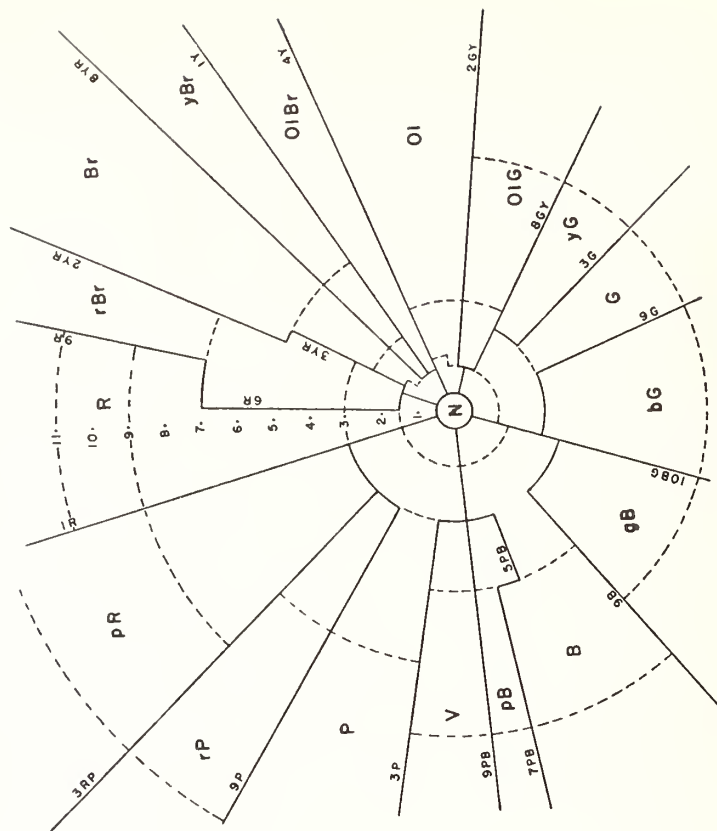 8YR
yBr
1Y
4Y
OlBr
Ol
2GY
Br
2YR
rBr
3YR
OlG
8GY
yG
3G
G
9G
9R
R
6R
11.
10.
9.
8.
7.
6.
5.
4.
3.
2.
1.
N
bG
10BG
gB
9B
1R
pR
3RP
rP
9P
P
3P
V
9PB
pB
7PB
5PB
B